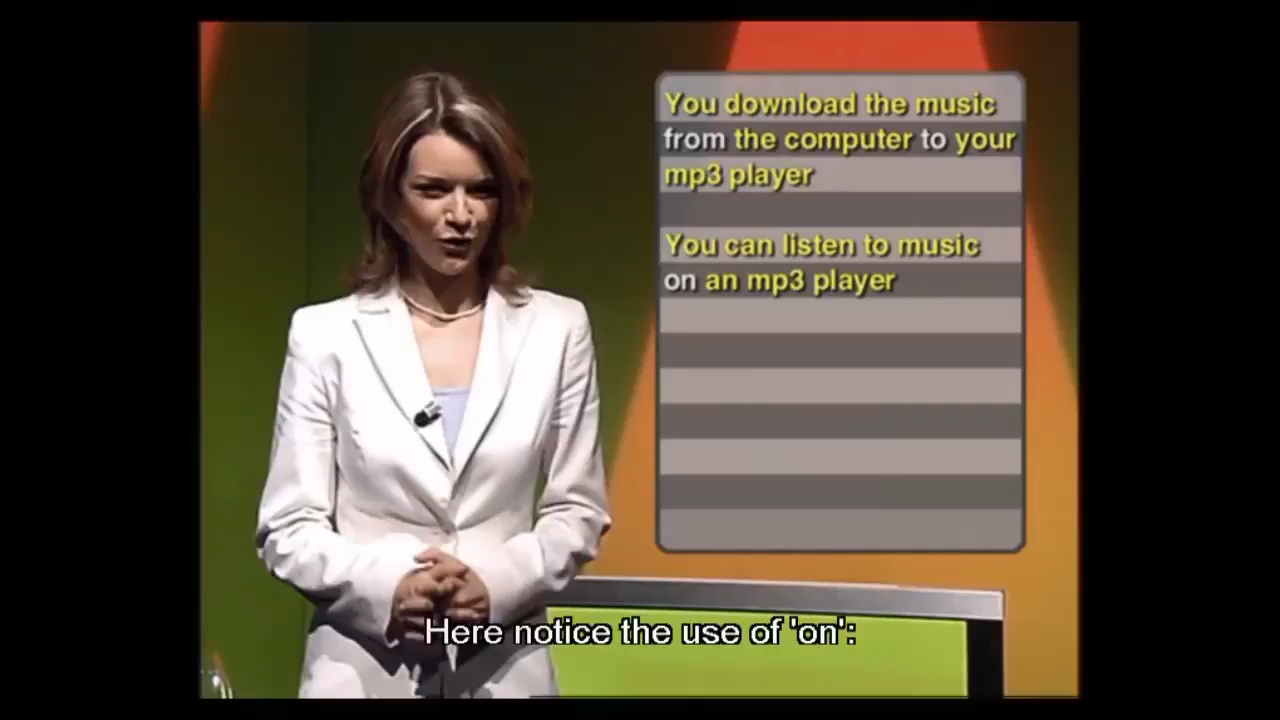 You download the music
from the computer to your
mp3 player
You can listen to music
on an mp3 player
Here notice the use of 'on':